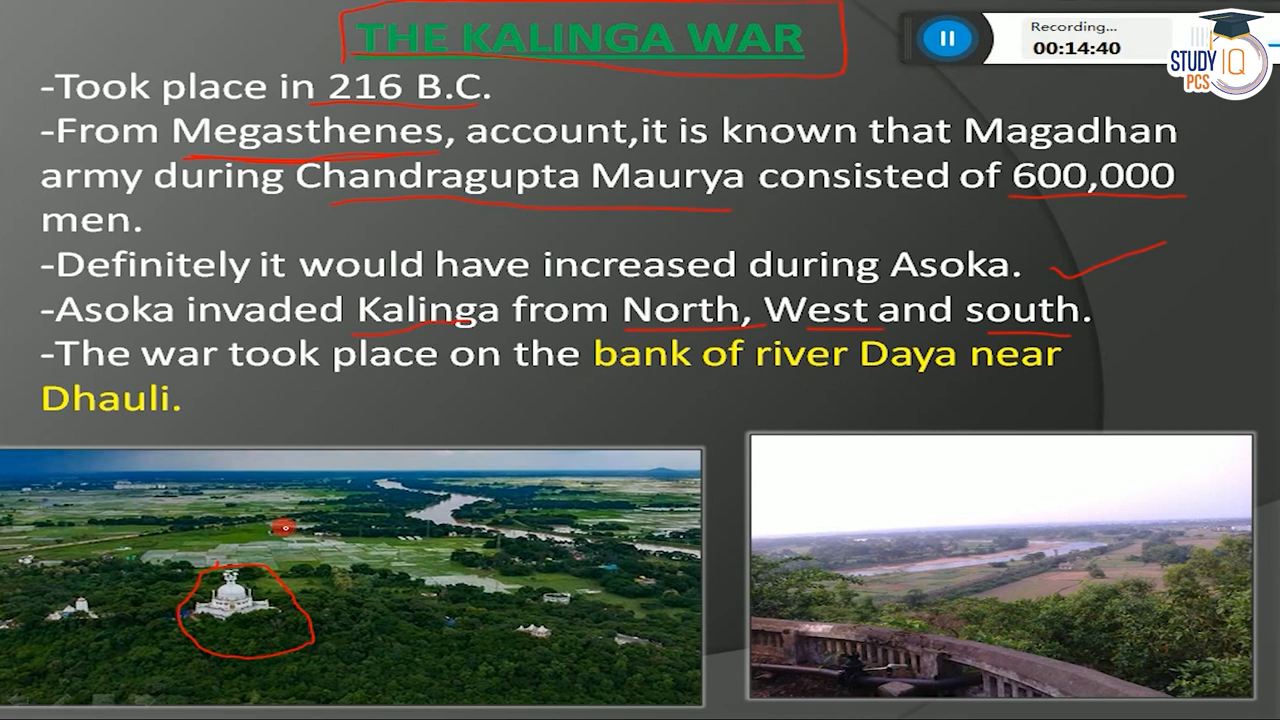 THE KALINGA WAR
Recording...
00:14:40
STUDY IQ
PCS
-Took place in 216 B.C.
-From Megasthenes, account,it is known that Magadhan
army during Chandragupta Maurya consisted of 600,000
men.
-Definitely it would have increased during Asoka.
-Asoka invaded Kalinga from North, West and south.
-The war took place on the bank of river Daya near
Dhauli.